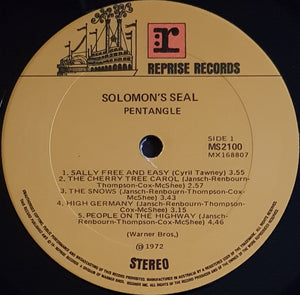 r
REPRISE RECORDS
SOLOMON'S SEAL
PENTANGLE
SIDE 1
MS2100
MX168807
1. SALLY FREE AND EASY (Cyril Tawney) 3.55
2. THE CHERRY TREE CAROL (Jansch-Renbourn-
Thompson-Cox-McShee) 2.57
3. THE SNOWS (Jansch-Renbourn-Thompson-Cox-
McShee) 3.43
4. HIGH GERMANY (Jansch-Renbourn-Thompson-
Cox-McShee) 3.15
5. PEOPLE ON THE HIGHWAY (Jansch-Renbourn-
Thompson-Cox-McShee) 4.46
(Warner Bros.)
℗ 1972
STEREO